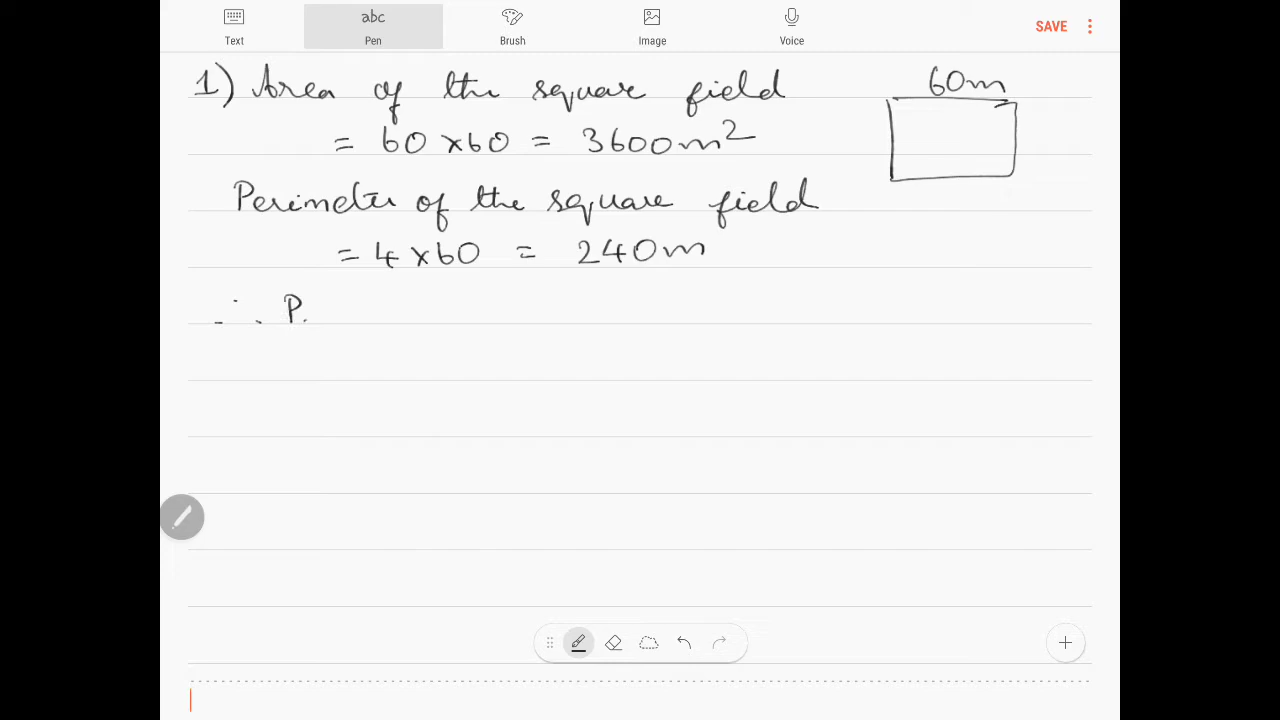 Text
abc
Pen
Brush
Image
Voice
SAVE
1) Area of the square field
60m
= 60 x 60 = 3600m²
Perimeter of the square field
= 4 x 60 = 240m
∴ P.